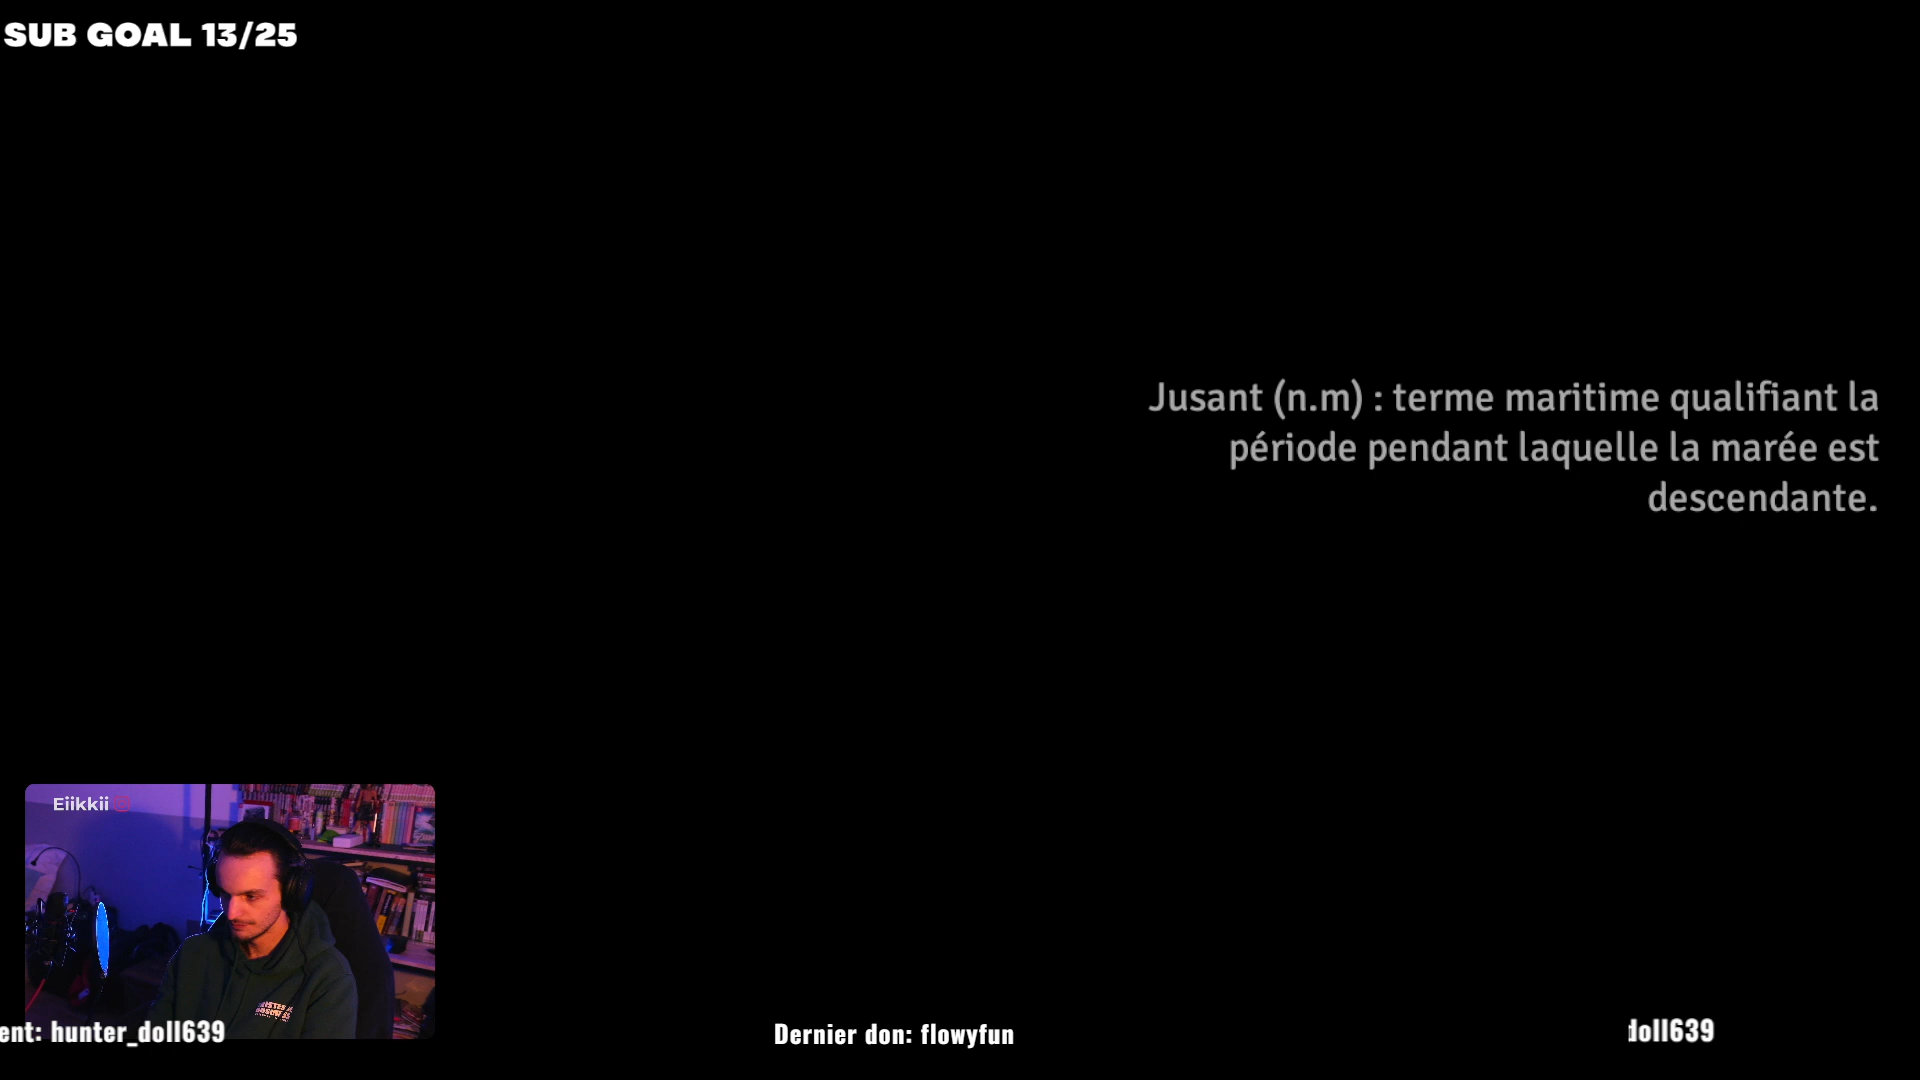 SUB GOAL 13/25
Jusant (n.m) : terme maritime qualifiant la
période pendant laquelle la marée est
descendante.
Eiikkii
ent: hunter_doll639
Dernier don: flowyfun
doll639